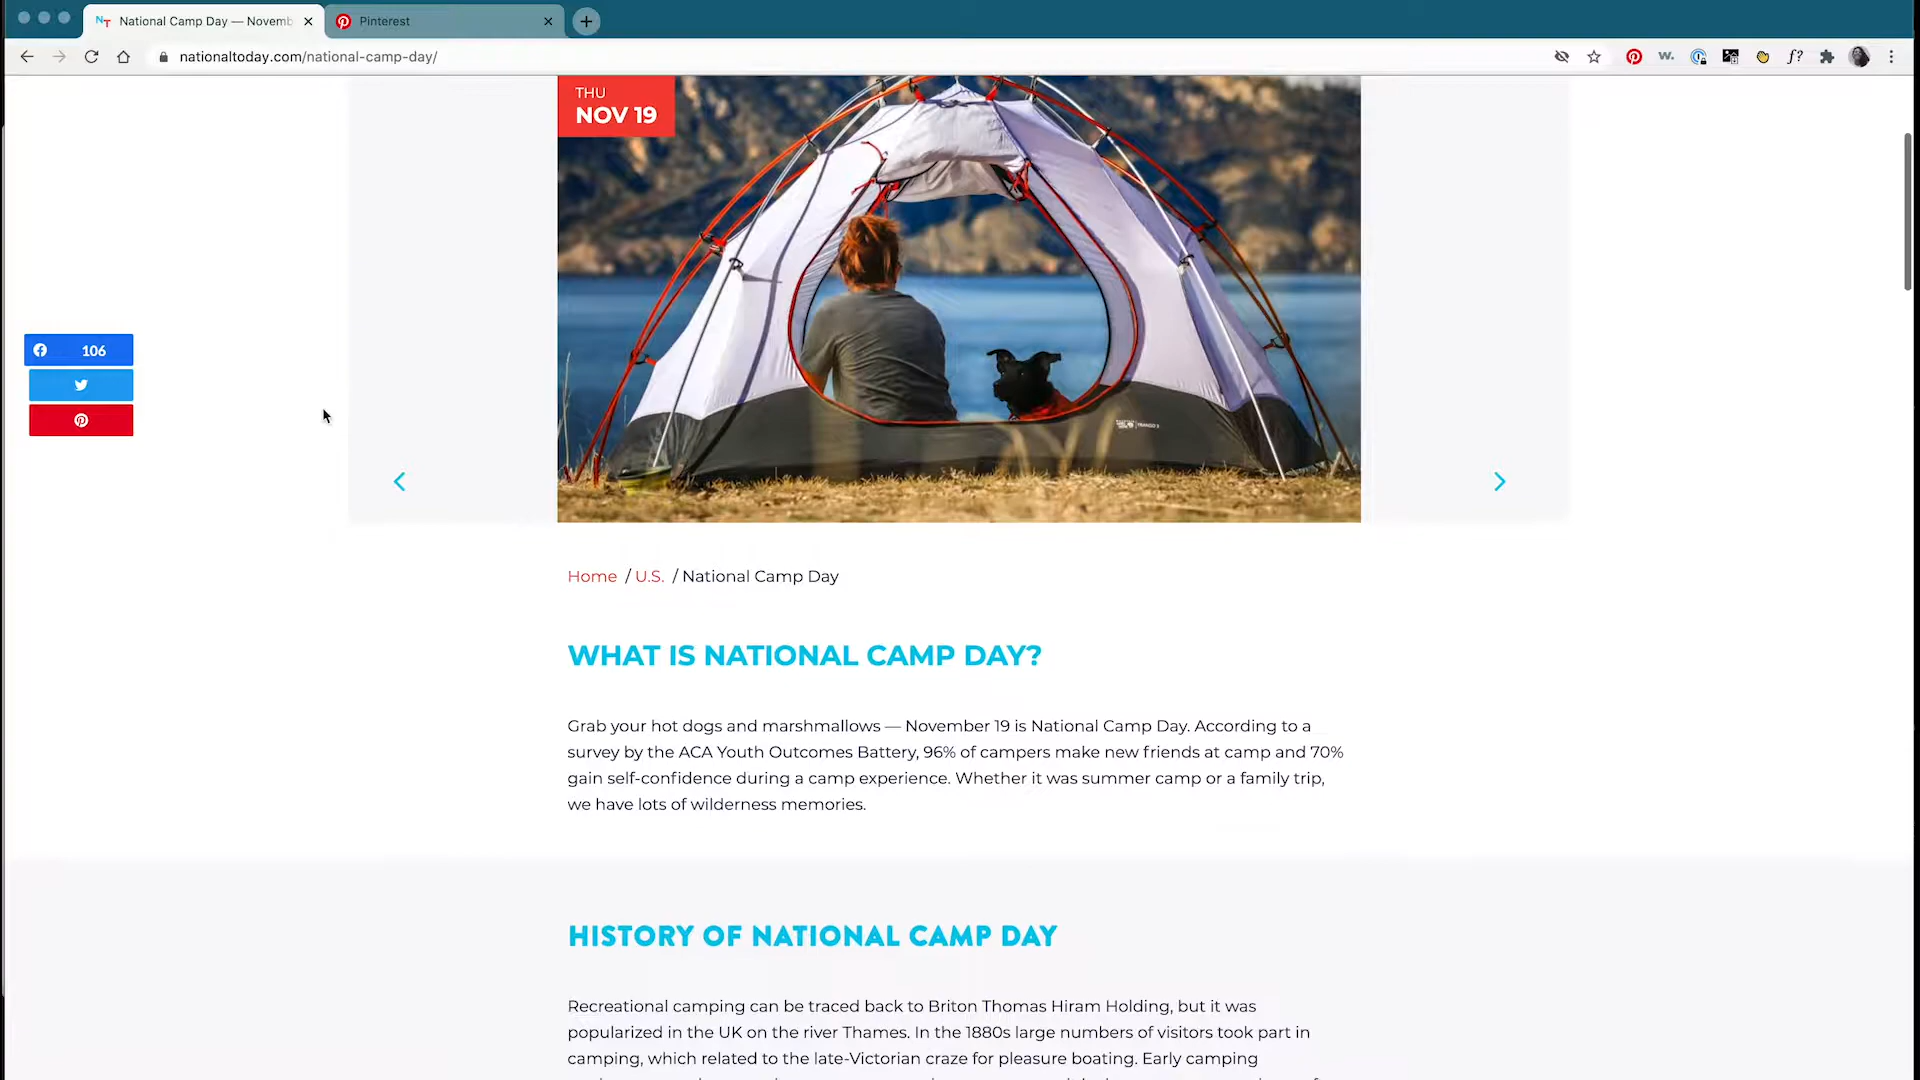 National Camp Day — Novemb
Pinterest
nationaltoday.com/national-camp-day/
THU
NOV 19
106
Home / U.S. / National Camp Day
WHAT IS NATIONAL CAMP DAY?
Grab your hot dogs and marshmallows — November 19 is National Camp Day. According to a
survey by the ACA Youth Outcomes Battery, 96% of campers make new friends at camp and 70%
gain self-confidence during a camp experience. Whether it was summer camp or a family trip,
we have lots of wilderness memories.
HISTORY OF NATIONAL CAMP DAY
Recreational camping can be traced back to Briton Thomas Hiram Holding, but it was
popularized in the UK on the river Thames. In the 1880s large numbers of visitors took part in
camping, which related to the late-Victorian craze for pleasure boating. Early camping